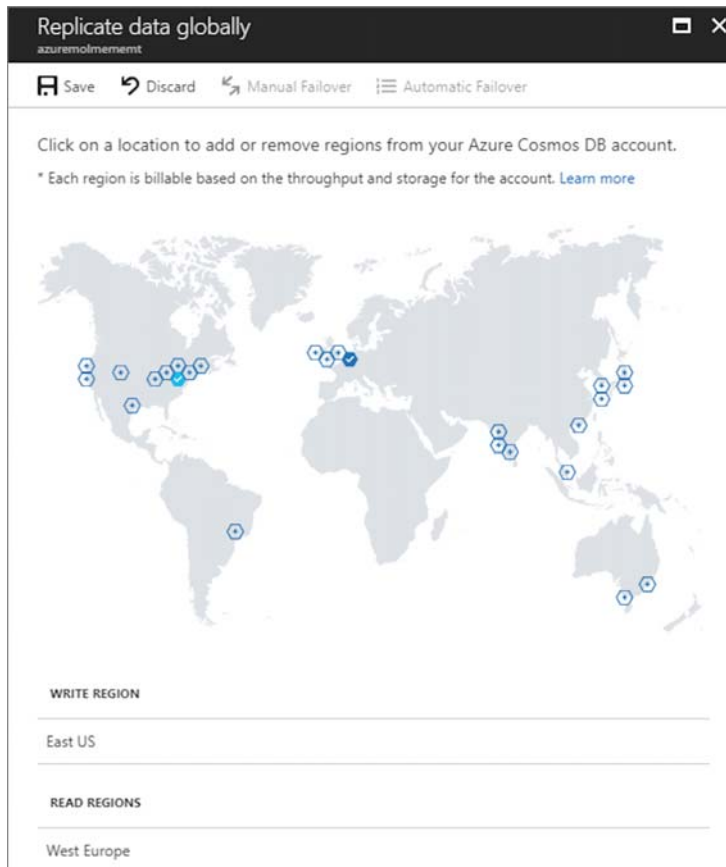 Replicate data globally
azuremolmememt
Save Discard Manual Failover Automatic Failover
Click on a location to add or remove regions from your Azure Cosmos DB account.
* Each region is billable based on the throughput and storage for the account. Learn more
WRITE REGION
East US
READ REGIONS
West Europe